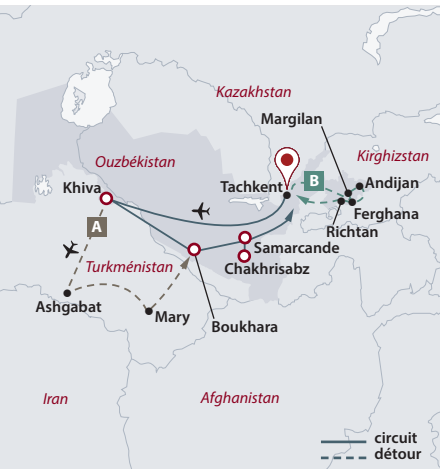 Kazakhstan
Margilan
Ouzbékistan
Kirghizstan
Khiva
Tachkent
B
Andijan
Ferghana
A
Richtan
Samarcande
Turkménistan
Chakhrisabz
Ashgabat
Mary
Boukhara
Iran
Afghanistan
circuit
détour